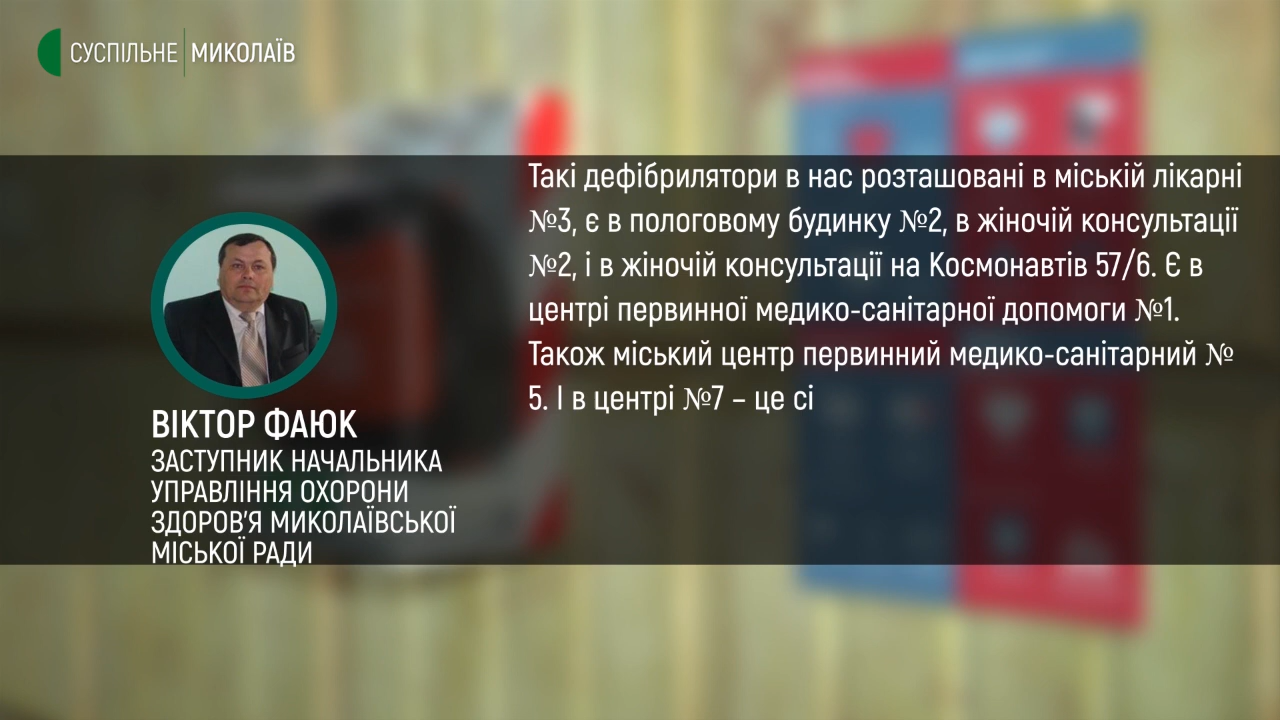 СУСПІЛЬНЕ МИКОЛАЇВ
Такі дефібрилятори в нас розташовані в міській лікарні
№3, є в пологовому будинку №2, в жіночій консультації
№2, і в жіночій консультації на Космонавтів 57/6. Є в
центрі первинної медико-санітарної допомоги №1.
Також міський центр первинний медико-санітарний №
5. І в центрі №7 – це сі
ВІКТОР ФАЮК
ЗАСТУПНИК НАЧАЛЬНИКА
УПРАВЛІННЯ ОХОРОНИ
ЗДОРОВ'Я МИКОЛАЇВСЬКОЇ
МІСЬКОЇ РАДИ